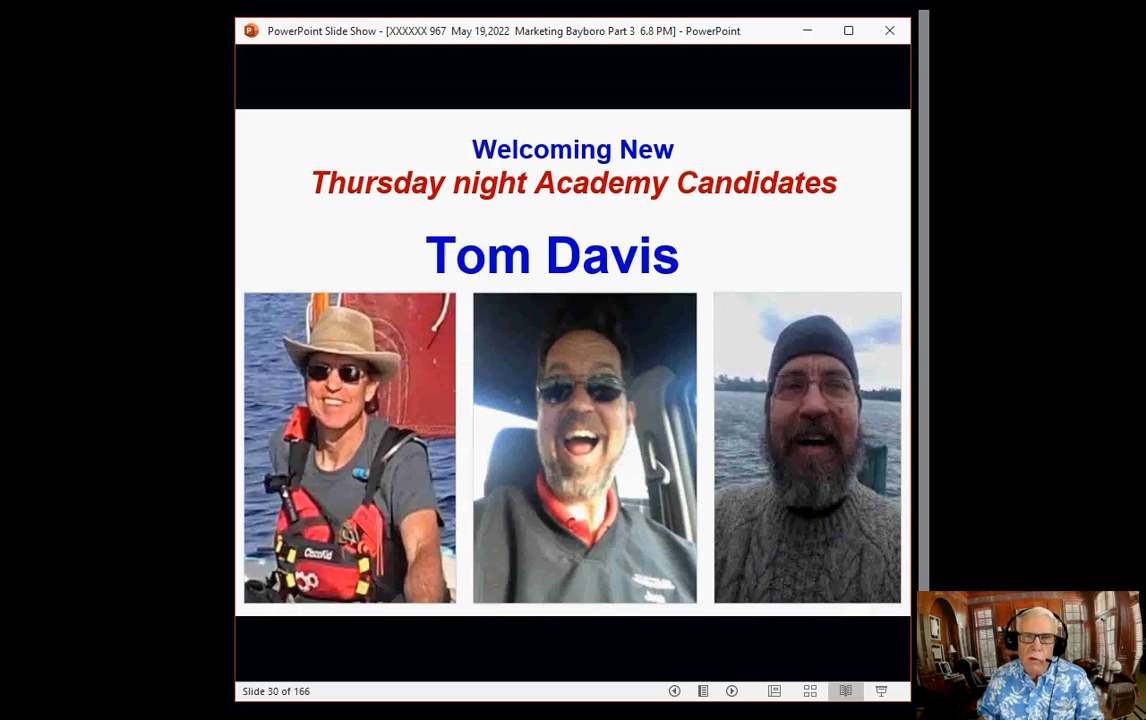 PowerPoint Slide Show - [XXXXXX 967 May 19,2022 Marketing Bayboro Part 3 6.8 PM] - PowerPoint
Welcoming New
Thursday night Academy Candidates
Tom Davis
CiscoKid
Slide 30 of 166